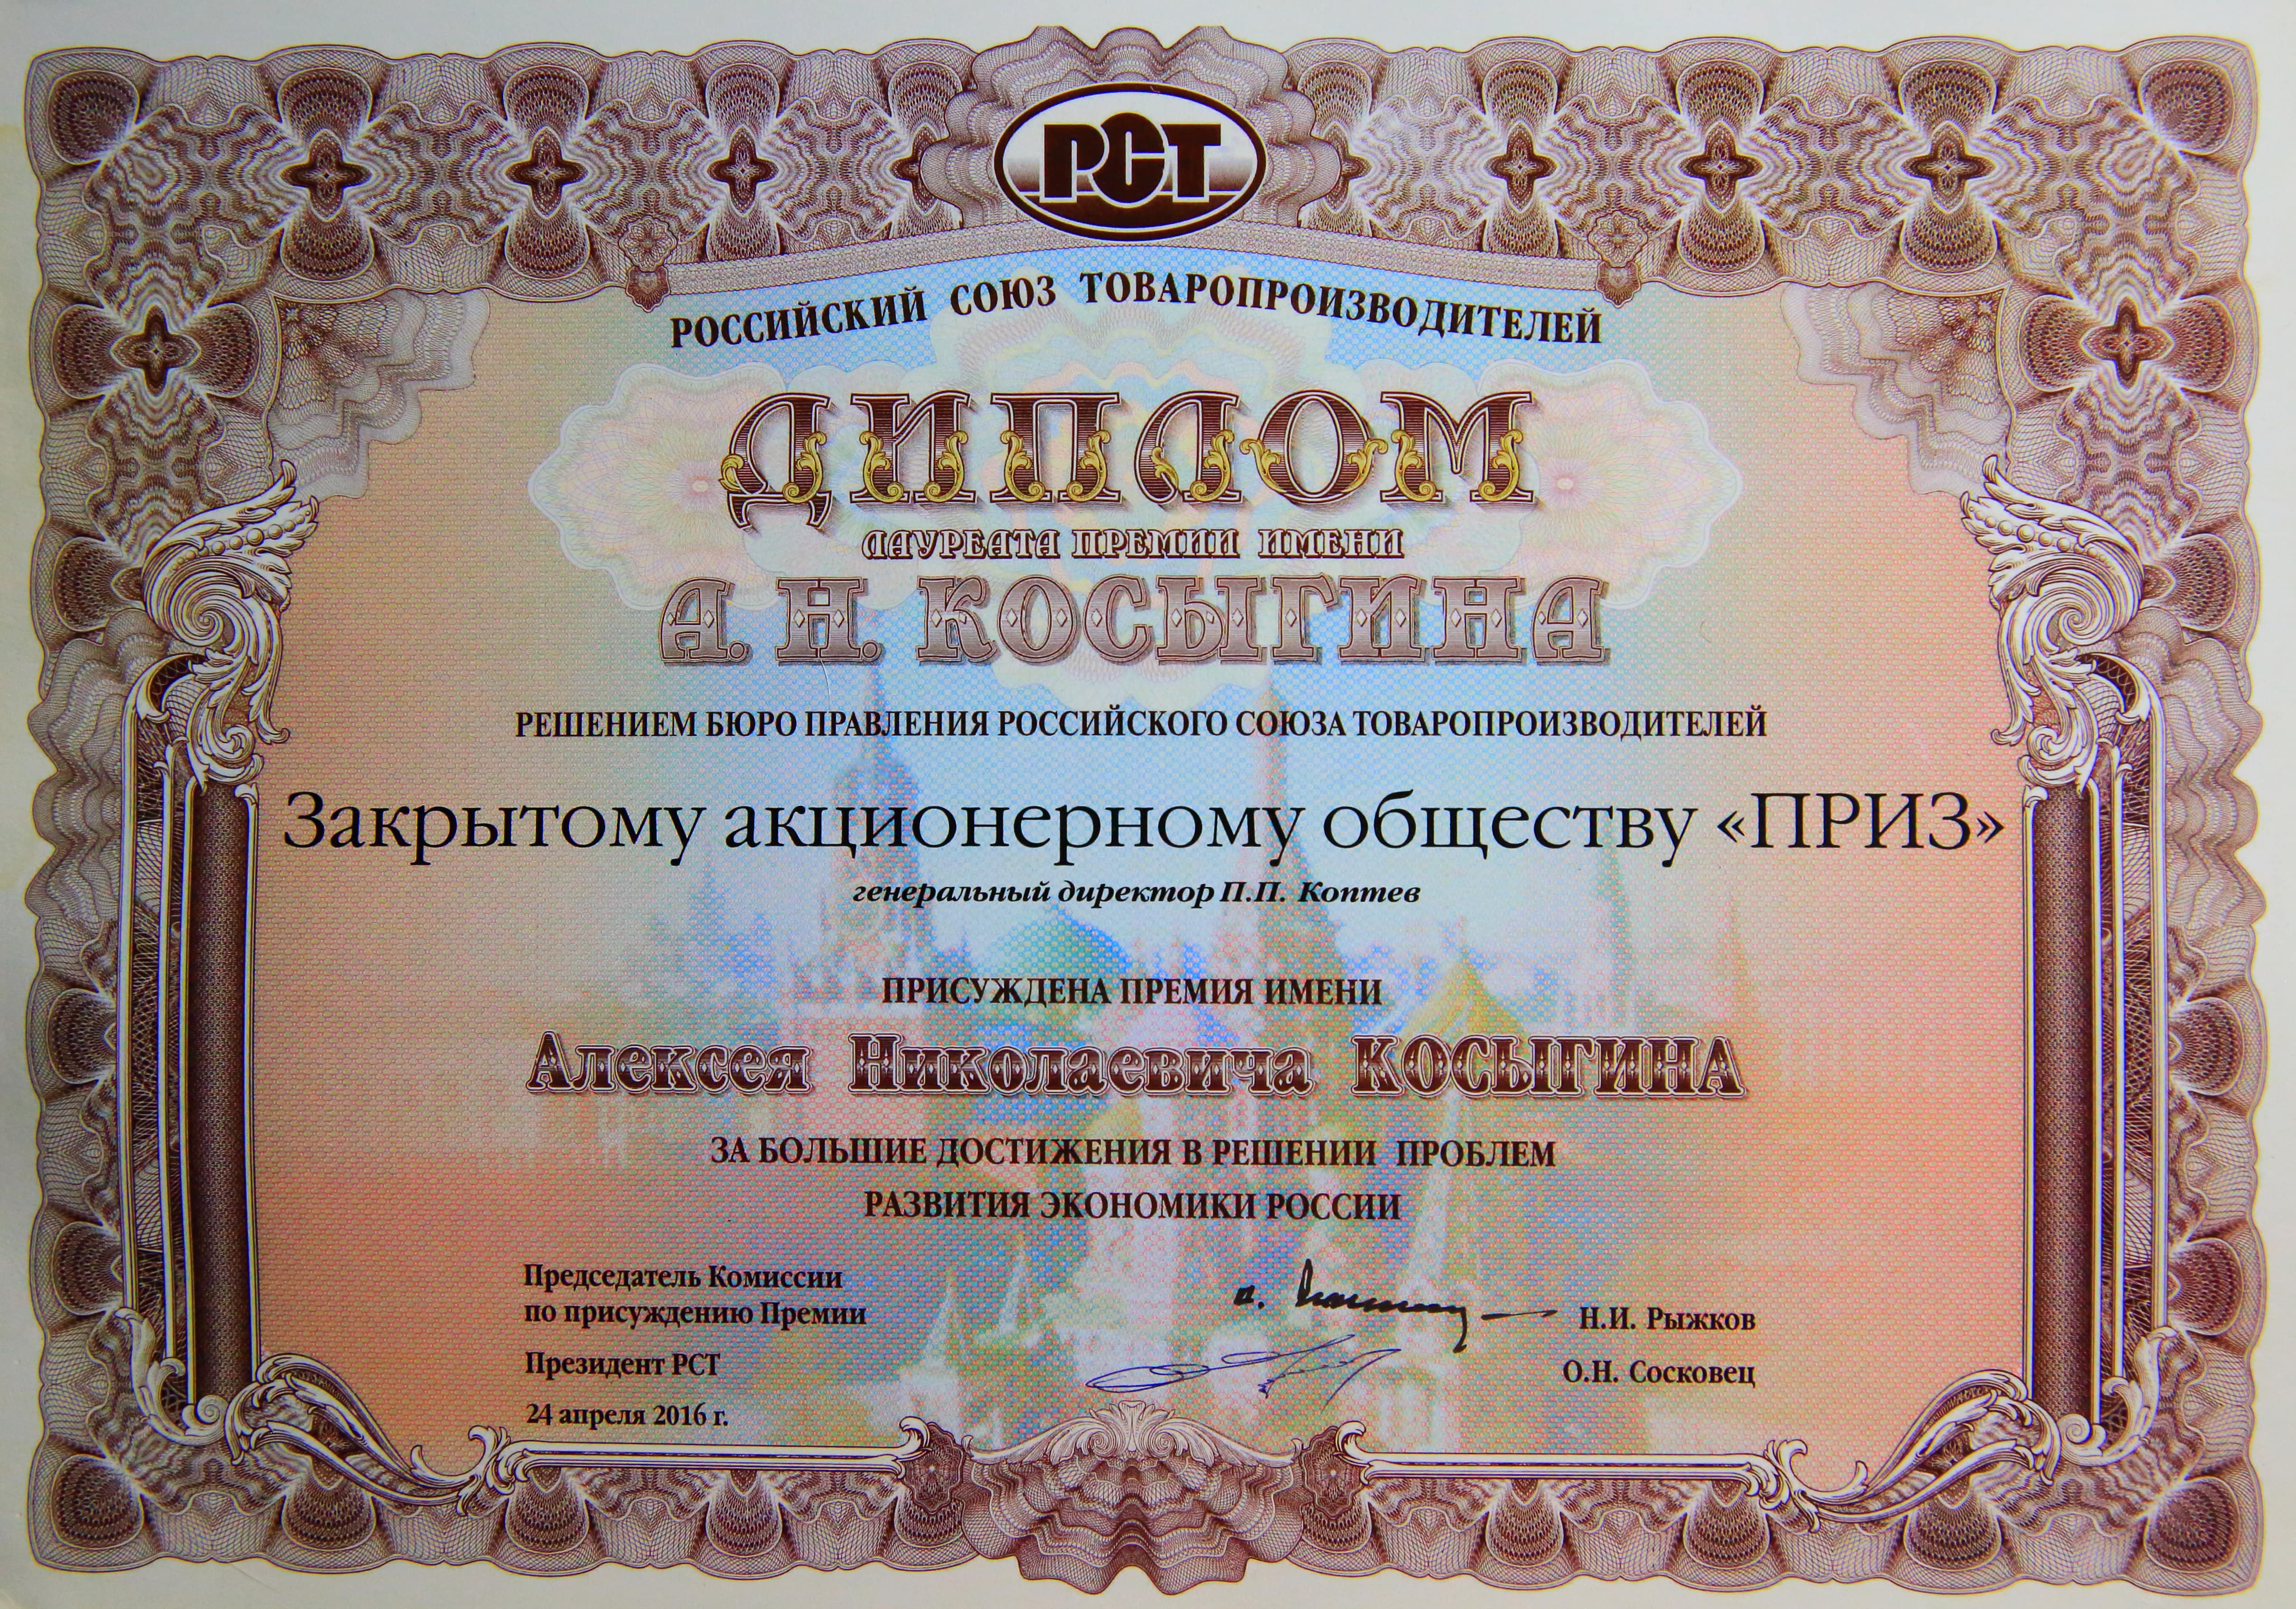 РСТ
РОССИЙСКИЙ СОЮЗ ТОВАРОПРОИЗВОДИТЕЛЕЙ
ДИПЛОМ
ЛАУРЕАТА ПРЕМИИ ИМЕНИ
А. Н. КОСЫГИНА
РЕШЕНИЕМ БЮРО ПРАВЛЕНИЯ РОССИЙСКОГО СОЮЗА ТОВАРОПРОИЗВОДИТЕЛЕЙ
Закрытому акционерному обществу «ПРИЗ»
генеральный директор П.П. Коптев
ПРИСУЖДЕНА ПРЕМИЯ ИМЕНИ
Алексея Николаевича КОСЫГИНА
ЗА БОЛЬШИЕ ДОСТИЖЕНИЯ В РЕШЕНИИ ПРОБЛЕМ
РАЗВИТИЯ ЭКОНОМИКИ РОССИИ
Председатель Комиссии
по присуждению Премии Н.И. Рыжков
Президент РСТ О.Н. Сосковец
24 апреля 2016 г.